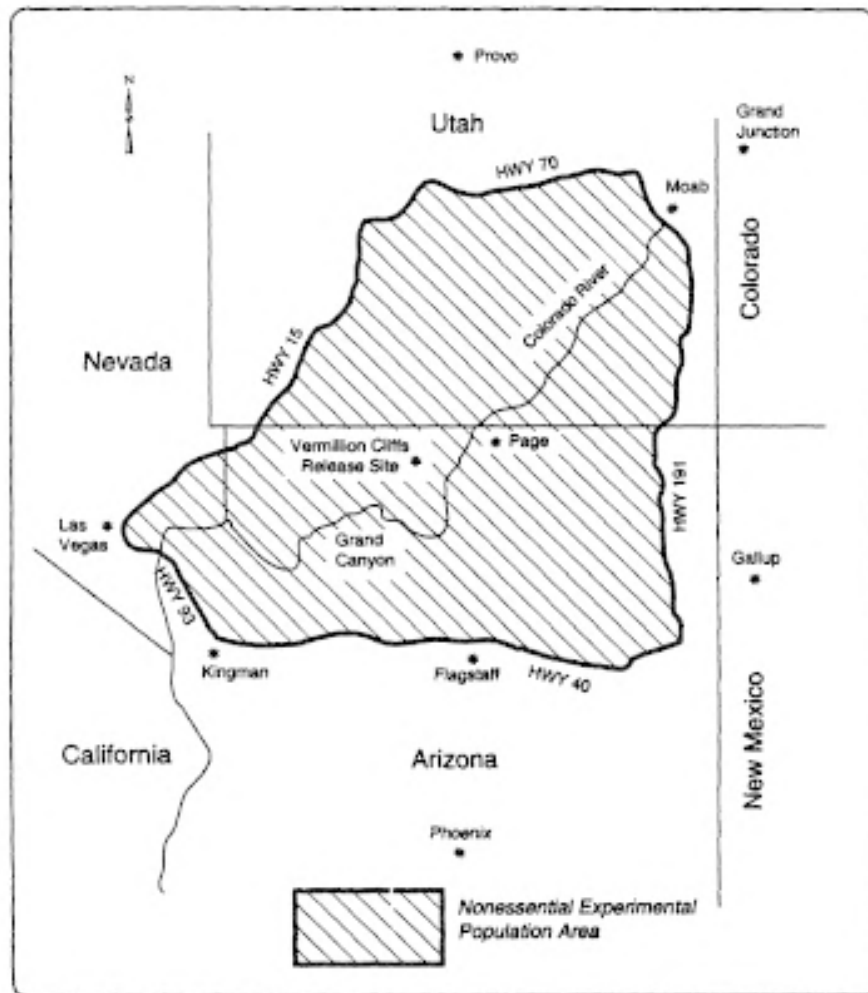 Provo
N
Utah
Grand
Junction
HWY 70
Moab
Colorado
Colorado River
HWY 15
Nevada
Vermillion Cliffs
Release Site
Page
HWY 191
Las
Vegas
Grand
Canyon
Gallup
HWY 93
Kingman
Flagstaff
HWY 40
New Mexico
California
Arizona
Phoenix
Nonessential Experimental
Population Area